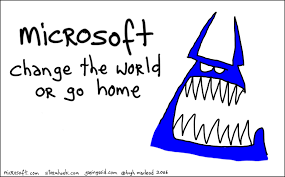 microsoft
change the world
or go home
microsoft.com gapingvoid.com @hugh macleod 2006